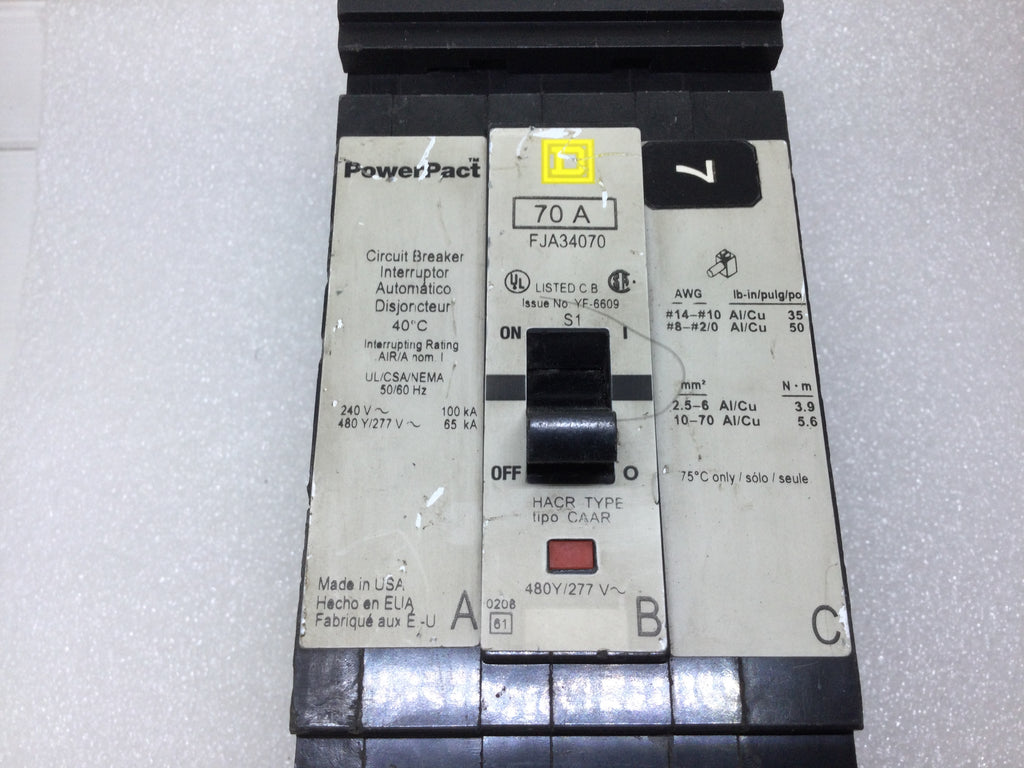 PowerPact™
Circuit Breaker
Interruptor
Automático
Disjoncteur
40°C
Interrupting Rating
AIR/A nom. I
UL/CSA/NEMA
50/60 Hz
240 V ~ 100 kA
480 Y/277 V ~ 65 kA
Made in USA
Hecho en EUA
Fabriqué aux É-U
A
D
70 A
FJA34070
UL LISTED C.B. SA
Issue No. YF-6609
S1
ON I
OFF O
HACR TYPE
tipo CAAR
480Y/277 V~
0208
61
B
7
AWG lb-in/pulg/po
#14-#10 Al/Cu 35
#8-#2/0 Al/Cu 50
mm² N·m
2.5-6 Al/Cu 3.9
10-70 Al/Cu 5.6
75°C only / sólo / seule
C